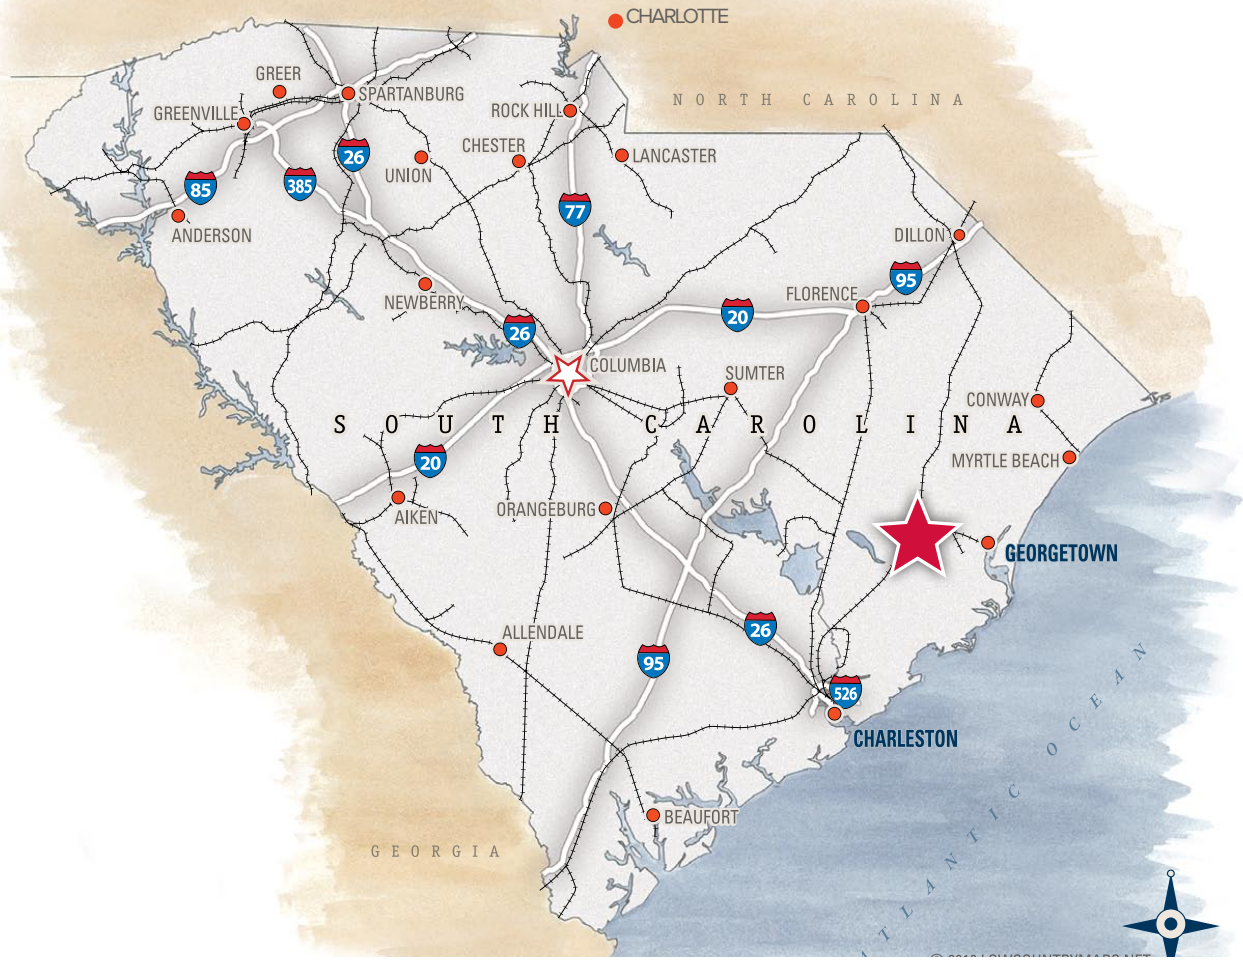 CHARLOTTE
GREER
SPARTANBURG
NORTH CAROLINA
GREENVILLE
ROCK HILL
CHESTER
LANCASTER
26
UNION
85
385
77
ANDERSON
DILLON
95
NEWBERRY
FLORENCE
20
26
COLUMBIA
SUMTER
CONWAY
SOUTH CAROLINA
MYRTLE BEACH
20
AIKEN
ORANGEBURG
GEORGETOWN
ALLENDALE
26
95
526
CHARLESTON
BEAUFORT
GEORGIA
ATLANTIC OCEAN
LOWCOUNTRYMAPS.NET